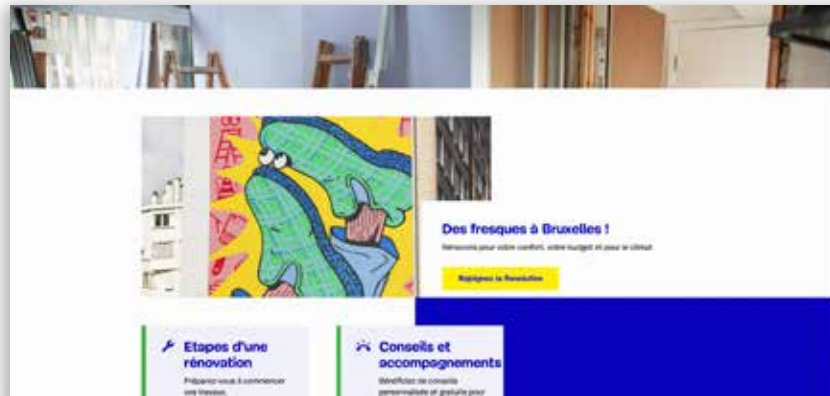 Des fresques à Bruxelles !
Rénovons pour votre confort, votre budget et pour le climat
Rejoignez la Renolution
Etapes d'une
rénovation
Préparez-vous à commencer
vos travaux.
Conseils et
accompagnements
Bénéficiez de conseils
personnalisés et gratuits pour